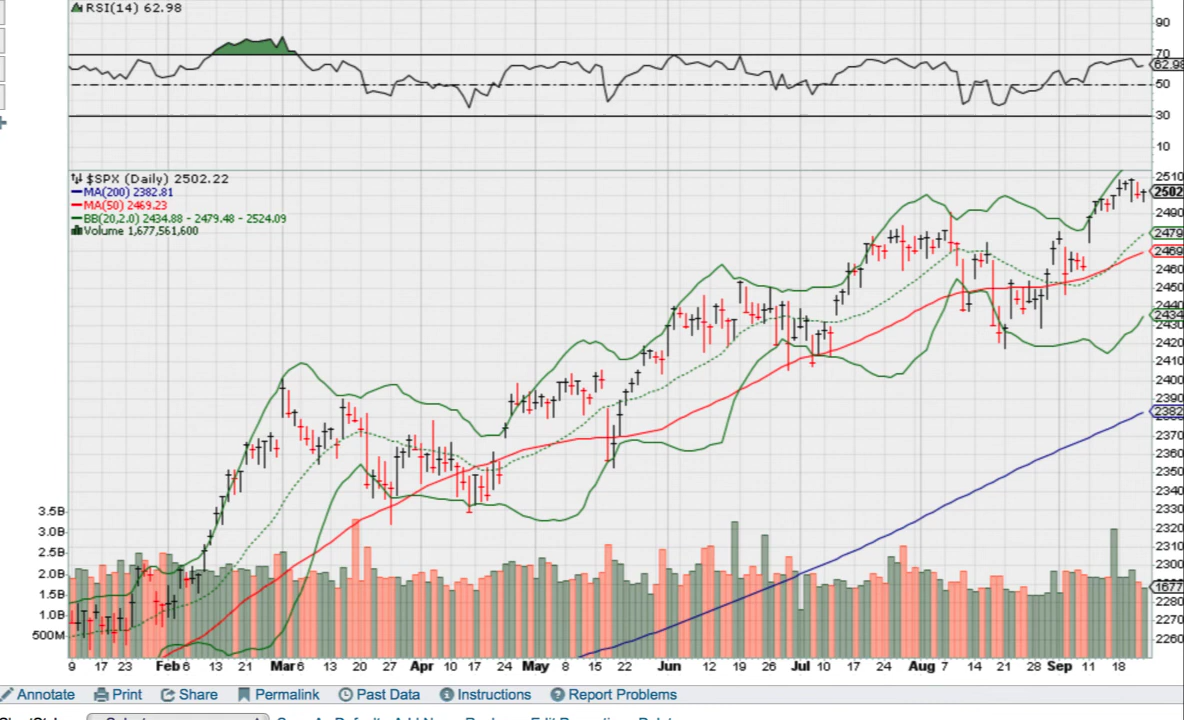 RSI(14) 62.98
90
70
62.98
50
30
10
$SPX (Daily) 2502.22
MA(200) 2382.81
MA(50) 2469.23
BB(20,2.0) 2434.88 - 2479.48 - 2524.09
Volume 1,677,561,600
2510
2502
2490
2479
2469
2460
2450
2440
2434
2430
2420
2410
2400
2390
2382
2370
2360
2350
2340
2330
2320
2310
2300
1677
2280
2270
2260
3.5B
3.0B
2.5B
2.0B
1.5B
1.0B
500M
9 17 23 Feb 6 13 21 Mar 6 13 20 27 Apr 10 17 24 May 8 15 22 Jun 12 19 26 Jul 10 17 24 Aug 7 14 21 28 Sep 11 18
Annotate Print Share Permalink Past Data Instructions Report Problems